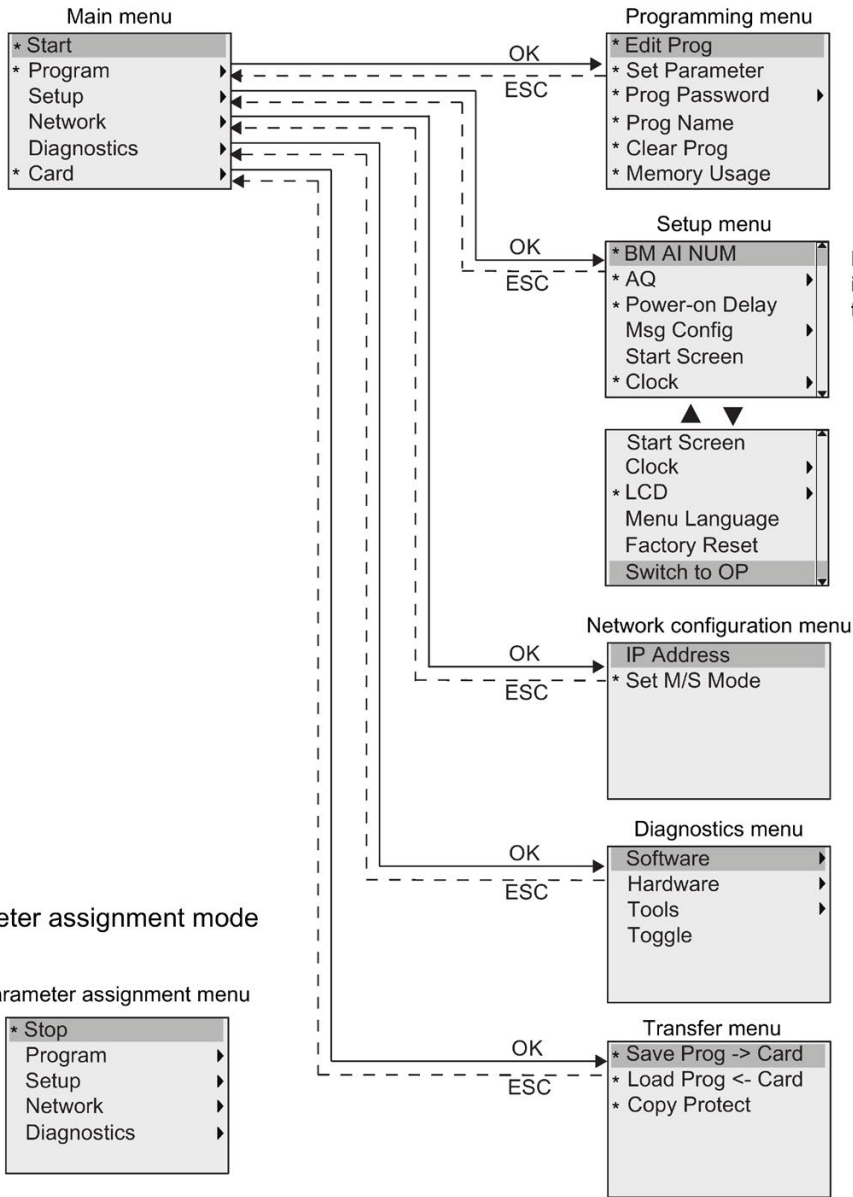 Main menu
* Start
* Program
Setup
Network
Diagnostics
* Card
OK
ESC
Programming menu
* Edit Prog
* Set Parameter
* Prog Password
* Prog Name
* Clear Prog
* Memory Usage
OK
ESC
Setup menu
* BM AI NUM
* AQ
* Power-on Delay
Msg Config
Start Screen
* Clock
▲ ▼
Start Screen
Clock
* LCD
Menu Language
Factory Reset
Switch to OP
OK
ESC
Network configuration menu
IP Address
* Set M/S Mode
OK
ESC
Diagnostics menu
Software
Hardware
Tools
Toggle
assignment mode
assignment menu
* Stop
Program
Setup
Network
Diagnostics
OK
ESC
Transfer menu
* Save Prog -> Card
* Load Prog <- Card
* Copy Protect